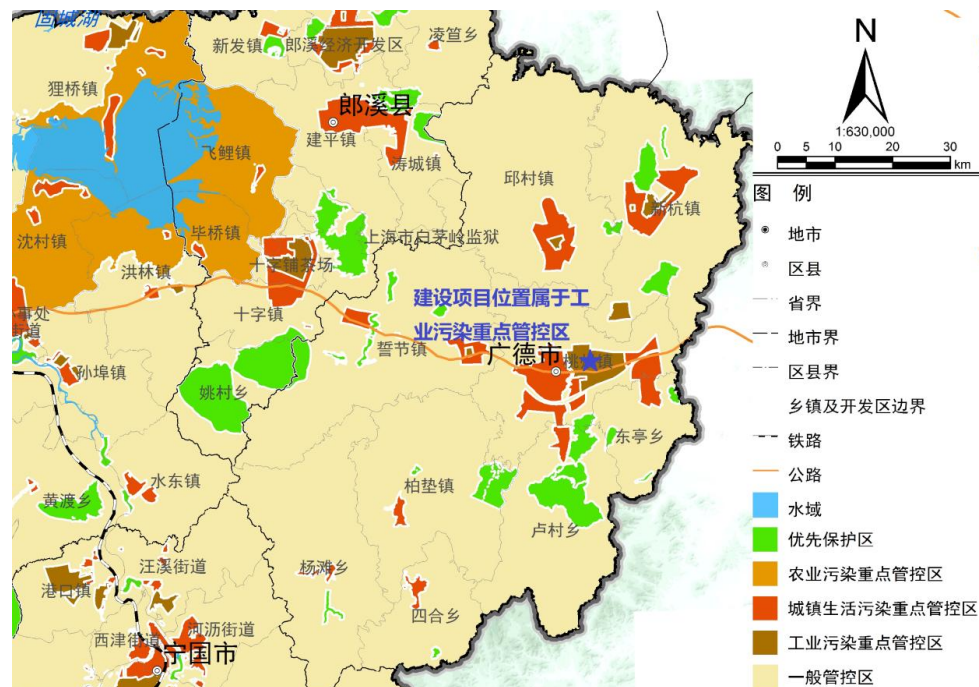 固城湖
新发镇
郎溪经济开发区
凌笪乡
狸桥镇
郎溪县
建平镇
飞鲤镇
涛城镇
邱村镇
新杭镇
沈村镇
毕桥镇
上海市白茅岭监狱
十字铺茶场
洪林镇
十字镇
建设项目位置属于工
业污染重点管控区
事处
街道
誓节镇
广德市
桃州镇
孙埠镇
姚村乡
东亭乡
水东镇
柏垫镇
黄渡乡
卢村乡
汪溪街道
杨滩乡
港口镇
四合乡
西津街道
河沥街道
宁国市
N
1:630,000
0 5 10 20 30
km
图 例
地市
区县
省界
地市界
区县界
乡镇及开发区边界
铁路
公路
水域
优先保护区
农业污染重点管控区
城镇生活污染重点管控区
工业污染重点管控区
一般管控区